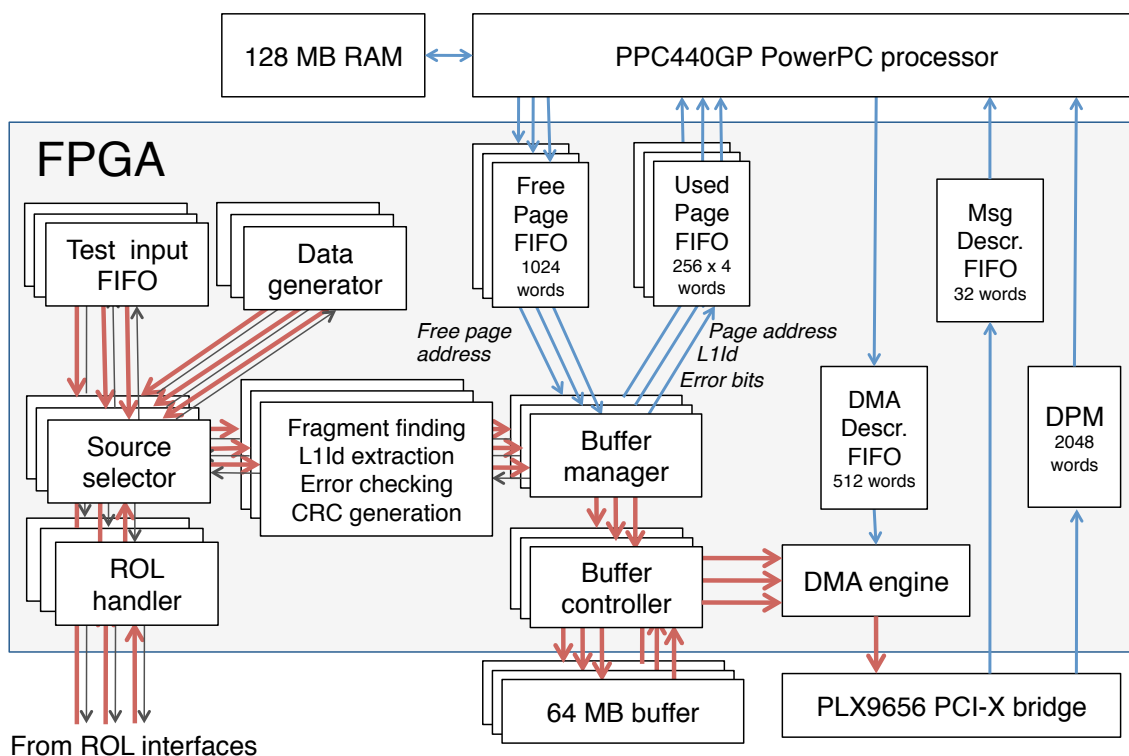 128 MB RAM
PPC440GP PowerPC processor
FPGA
Free
Page
FIFO
1024
words
Used
Page
FIFO
256 x 4
words
Msg
Descr.
FIFO
32 words
Test input
FIFO
Data
generator
Free page
address
Page address
L1Id
Error bits
DMA
Descr.
FIFO
512 words
DPM
2048
words
Source
selector
Fragment finding
L1Id extraction
Error checking
CRC generation
Buffer
manager
ROL
handler
Buffer
controller
DMA engine
64 MB buffer
PLX9656 PCI-X bridge
From ROL interfaces